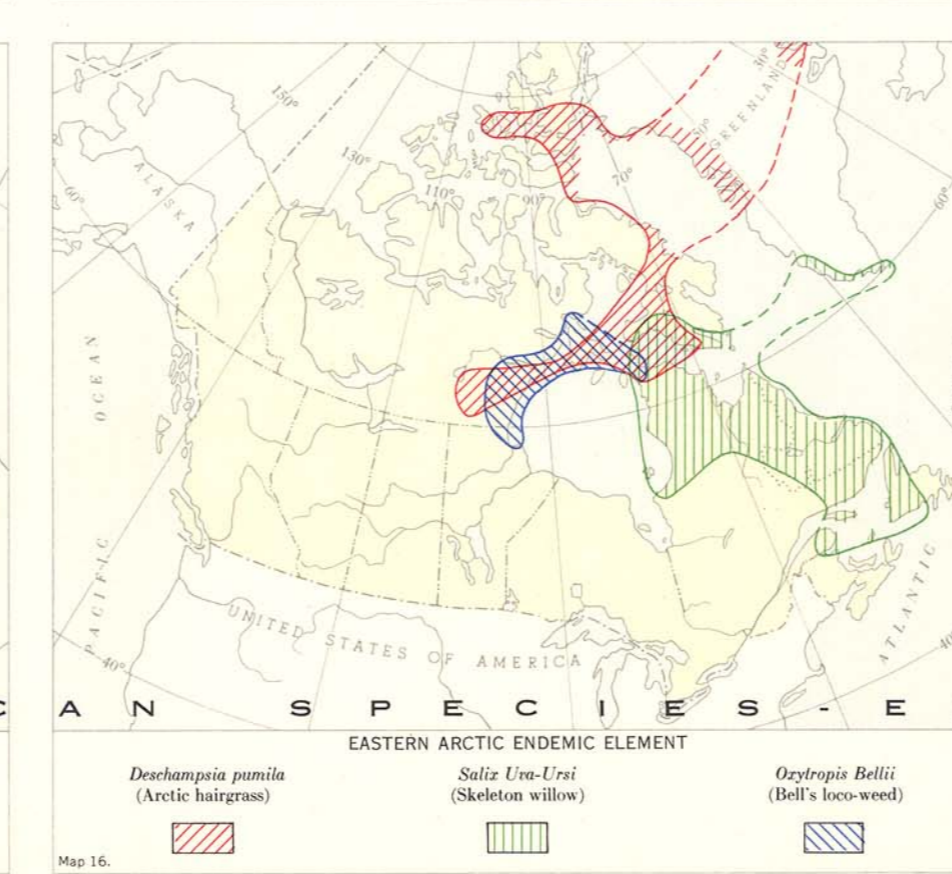 150°
30°
GREENLAND
50°
130°
ALASKA
60°
110°
90°
70°
60°
PACIFIC OCEAN
ATLANTIC
UNITED STATES OF AMERICA
40°
40
C AN SPECIES-E
EASTERN ARCTIC ENDEMIC ELEMENT
Deschampsia pumila
(Arctic hairgrass)
Salix Uva-Ursi
(Skeleton willow)
Oxytropis Bellii
(Bell's loco-weed)
Map 16.